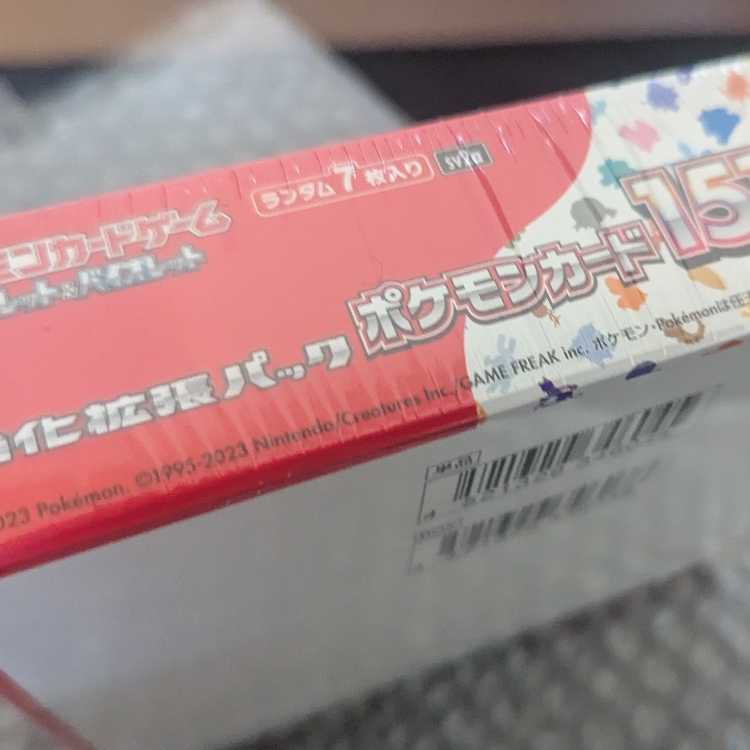 モンカードゲーム
レット&バイオレット
ランダム7枚入り
SV2a
化拡張パック
ポケモンカード151
023 Pokémon. ©1995-2023 Nintendo/Creatures Inc./GAME FREAK inc. ポケモン・Pokémonは任